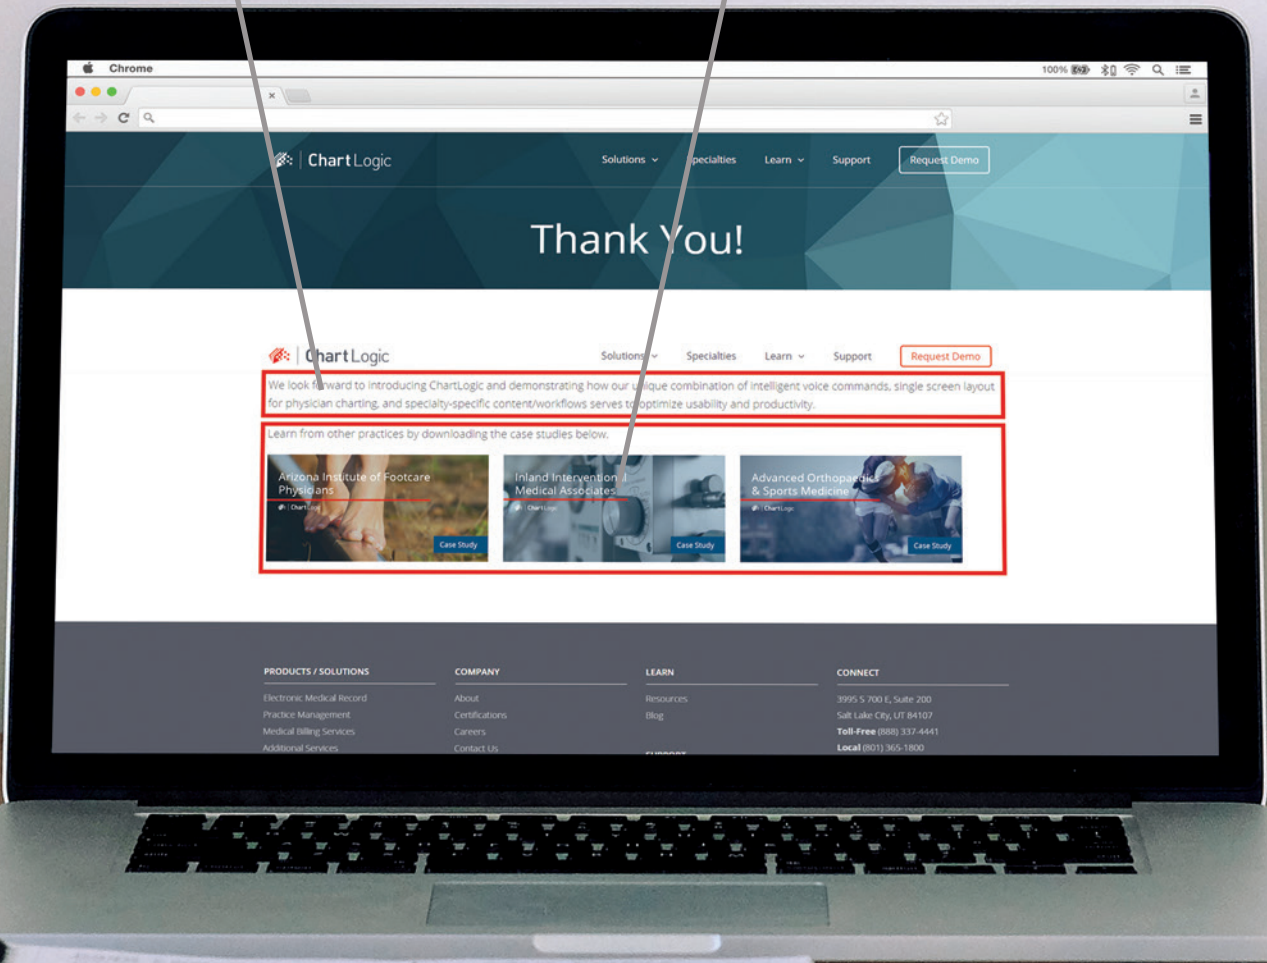 Chrome
100%
ChartLogic
Solutions Specialties Learn Support Request Demo
Thank You!
ChartLogic
Solutions Specialties Learn Support Request Demo
We look forward to introducing ChartLogic and demonstrating how our unique combination of intelligent voice commands, single screen layout
for physician charting, and specialty-specific content/workflows serves to optimize usability and productivity.
Learn from other practices by downloading the case studies below.
Arizona Institute of Footcare
Physicians
ChartLogic
Case Study
Inland Interventional
Medical Associates
ChartLogic
Case Study
Advanced Orthopaedics
& Sports Medicine
ChartLogic
Case Study
PRODUCTS / SOLUTIONS
Electronic Medical Record
Practice Management
Medical Billing Services
Additional Services
COMPANY
About
Certifications
Careers
Contact Us
LEARN
Resources
Blog
SUPPORT
CONNECT
3995 S 700 E, Suite 200
Salt Lake City, UT 84107
Toll-Free (888) 337-4441
Local (801) 365-1800